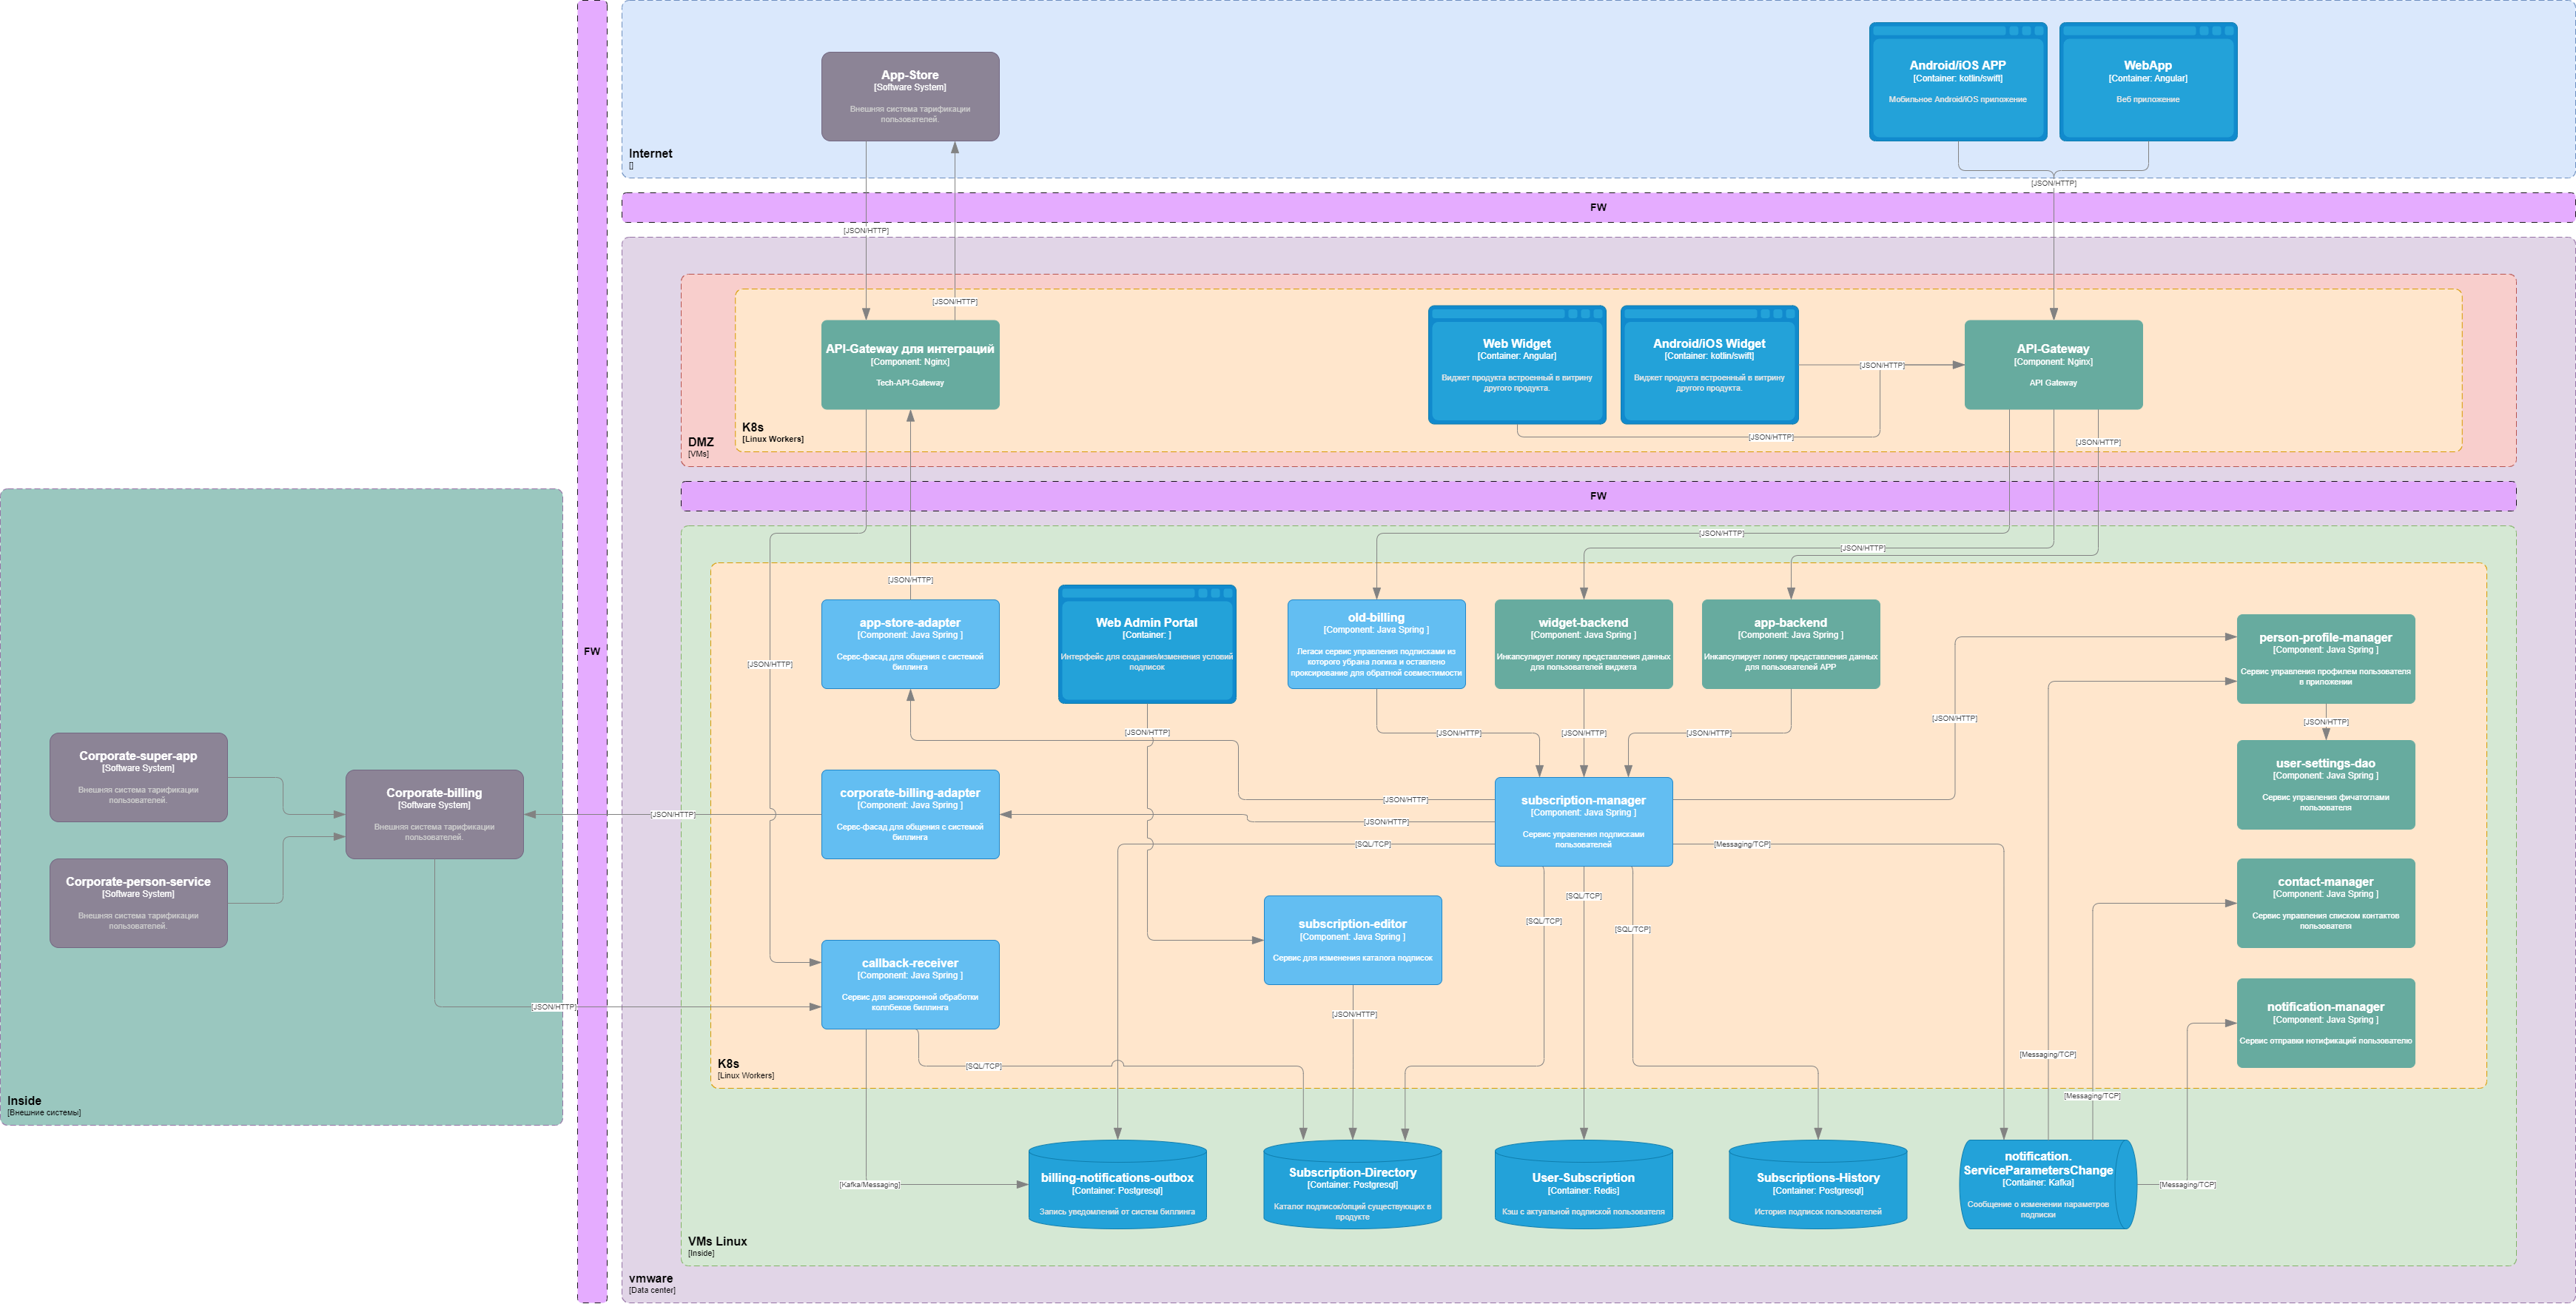 App-Store
[Software System]
Внешняя система тарификации
пользователей.
Android/iOS APP
[Container: kotlin/swift]
Мобильное Android/iOS приложение
WebApp
[Container: Angular]
Веб приложение
Internet
[]
[JSON/HTTP]
FW
[JSON/HTTP]
[JSON/HTTP]
API-Gateway для интеграций
[Component: Nginx]
Tech-API-Gateway
Web Widget
[Container: Angular]
Виджет продукта встроенный в витрину
другого продукта.
Android/iOS Widget
[Container: kotlin/swift]
Виджет продукта встроенный в витрину
другого продукта.
[JSON/HTTP]
[JSON/HTTP]
API-Gateway
[Component: Nginx]
API Gateway
K8s
[Linux Workers]
DMZ
[VMs]
[JSON/HTTP]
FW
[JSON/HTTP]
[JSON/HTTP]
[JSON/HTTP]
app-store-adapter
[Component: Java Spring ]
Серес-фасад для общения с системой
биллинга
Web Admin Portal
[Container: ]
Интерфейс для создания/изменения условий
подписок
old-billing
[Component: Java Spring ]
Легаси сервис управления подписками из
которого убрана логика и оставлено
проксирование для обратной совместимости
widget-backend
[Component: Java Spring ]
Инкапсулирует логику представления данных
для пользователей виджета
app-backend
[Component: Java Spring ]
Инкапсулирует логику представления данных
для пользователей APP
person-profile-manager
[Component: Java Spring ]
Сервис управления профилем пользователя
в приложении
FW
[JSON/HTTP]
[JSON/HTTP]
[JSON/HTTP]
[JSON/HTTP]
[JSON/HTTP]
[JSON/HTTP]
[JSON/HTTP]
Corporate-super-app
[Software System]
Внешняя система тарификации
пользователей.
Corporate-billing
[Software System]
Внешняя система тарификации
пользователей.
Corporate-person-service
[Software System]
Внешняя система тарификации
пользователей.
[JSON/HTTP]
corporate-billing-adapter
[Component: Java Spring ]
Серес-фасад для общения с системой
биллинга
[JSON/HTTP]
[JSON/HTTP]
[SQL/TCP]
subscription-manager
[Component: Java Spring ]
Сервис управления подписками
пользователей
[Messaging/TCP]
user-settings-dao
[Component: Java Spring ]
Сервис управления фичатоглами
пользователя
contact-manager
[Component: Java Spring ]
Сервис управления списком контактов
пользователя
[SQL/TCP]
[SQL/TCP]
[SQL/TCP]
subscription-editor
[Component: Java Spring ]
Сервис для изменения каталога подписок
callback-receiver
[Component: Java Spring ]
Сервис для асинхронной обработки
коллбеков биллинга
[JSON/HTTP]
[JSON/HTTP]
notification-manager
[Component: Java Spring ]
Сервис отправки нотификаций пользователю
[Messaging/TCP]
[SQL/TCP]
K8s
[Linux Workers]
[Messaging/TCP]
Inside
[Внешние системы]
[Kafka/Messaging]
billing-notifications-outbox
[Container: Postgresql]
Запись уведомлений от систем биллинга
Subscription-Directory
[Container: Postgresql]
Каталог подписок/опций существующих в
продукте
User-Subscription
[Container: Redis]
Кэш с актуальной подпиской пользователя
Subscriptions-History
[Container: Postgresql]
История подписок пользователей
notification.
ServiceParametersChange
[Container: Kafka]
Сообщение о изменении параметров
подписки
[Messaging/TCP]
VMs Linux
[Inside]
vmware
[Data center]